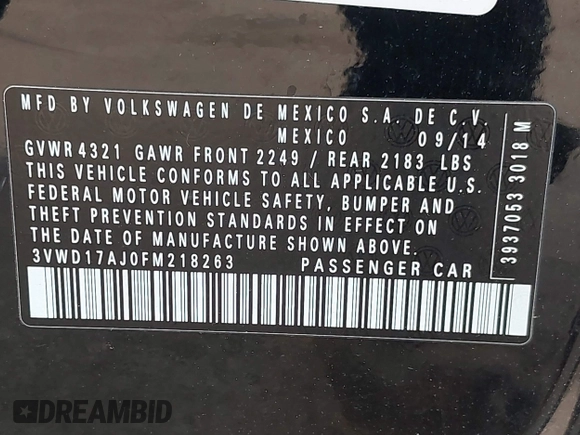 MFD BY VOLKSWAGEN DE MEXICO S.A. DE C.V.
MEXICO 09/14
GVWR 4321 GAWR FRONT 2249 / REAR 2183 LBS
THIS VEHICLE CONFORMS TO ALL APPLICABLE U.S.
FEDERAL MOTOR VEHICLE SAFETY, BUMPER AND
THEFT PREVENTION STANDARDS IN EFFECT ON
THE DATE OF MANUFACTURE SHOWN ABOVE.
3VWD17AJ0FM218263 PASSENGER CAR
3937053 3018 M
DREAMBID